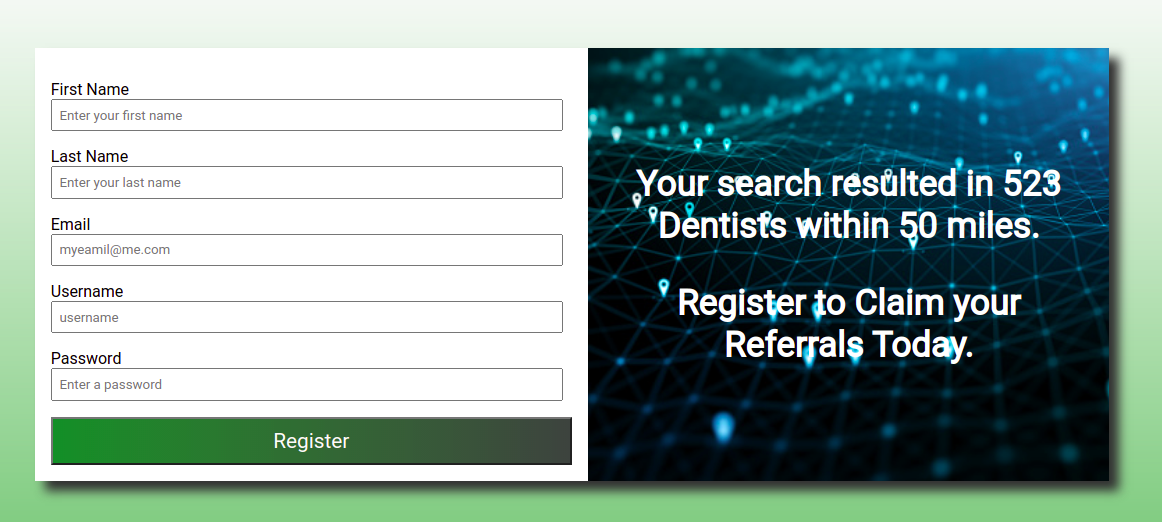 First Name
Enter your first name
Last Name
Enter your last name
Email
myeamil@me.com
Username
username
Password
Enter a password
Register
Your search resulted in 523
Dentists within 50 miles.
Register to Claim your
Referrals Today.